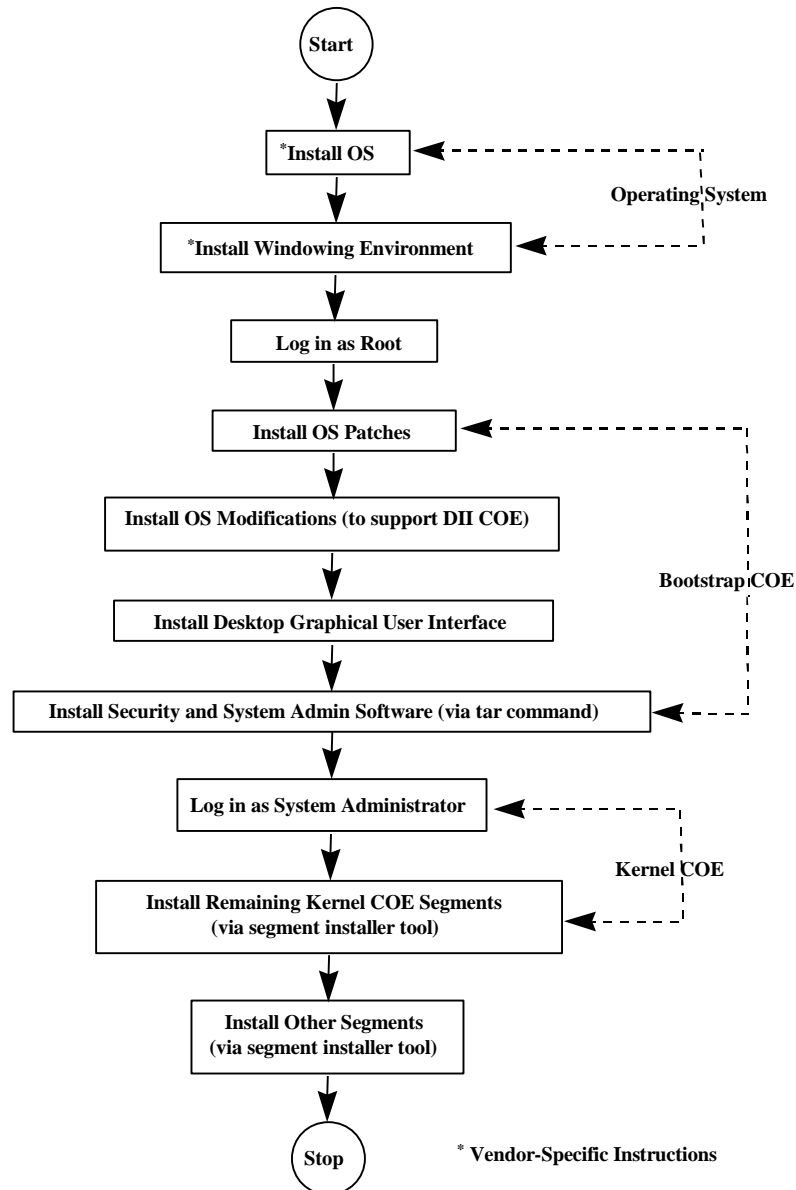 Start
*Install OS
Operating System
*Install Windowing Environment
Log in as Root
Install OS Patches
Install OS Modifications (to support DII COE)
Bootstrap COE
Install Desktop Graphical User Interface
Install Security and System Admin Software (via tar command)
Log in as System Administrator
Kernel COE
Install Remaining Kernel COE Segments
(via segment installer tool)
Install Other Segments
(via segment installer tool)
Stop
* Vendor-Specific Instructions